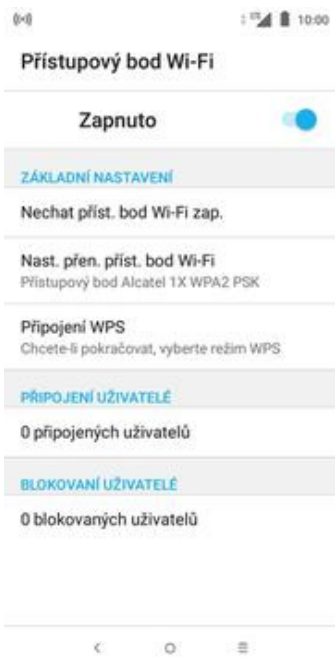 10:00
Přístupový bod Wi-Fi
Zapnuto
ZÁKLADNÍ NASTAVENÍ
Nechat příst. bod Wi-Fi zap.
Nast. přen. příst. bod Wi-Fi
Přístupový bod Alcatel 1X WPA2 PSK
Připojení WPS
Chcete-li pokračovat, vyberte režim WPS
PŘIPOJENÍ UŽIVATELÉ
0 připojených uživatelů
BLOKOVANÍ UŽIVATELÉ
0 blokovaných uživatelů